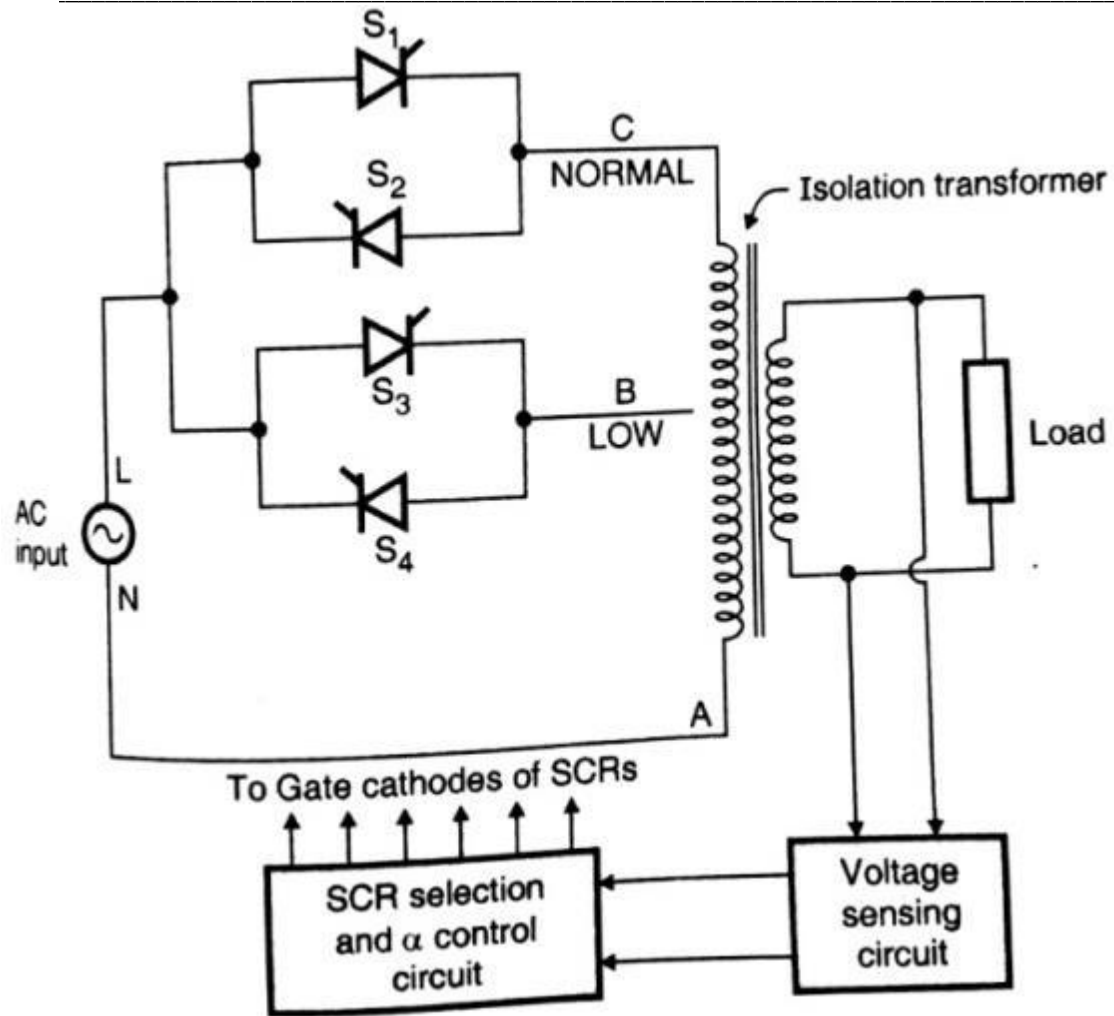 S1
C
NORMAL
S2
Isolation transformer
S3
B
LOW
Load
L
AC
input
S4
N
A
To Gate cathodes of SCRs
SCR selection
and α control
circuit
Voltage
sensing
circuit